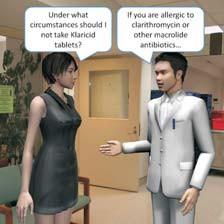 Under what
circumstances should I
not take Klaricid
tablets?
If you are allergic to
clarithromycin or
other macrolide
antibiotics...